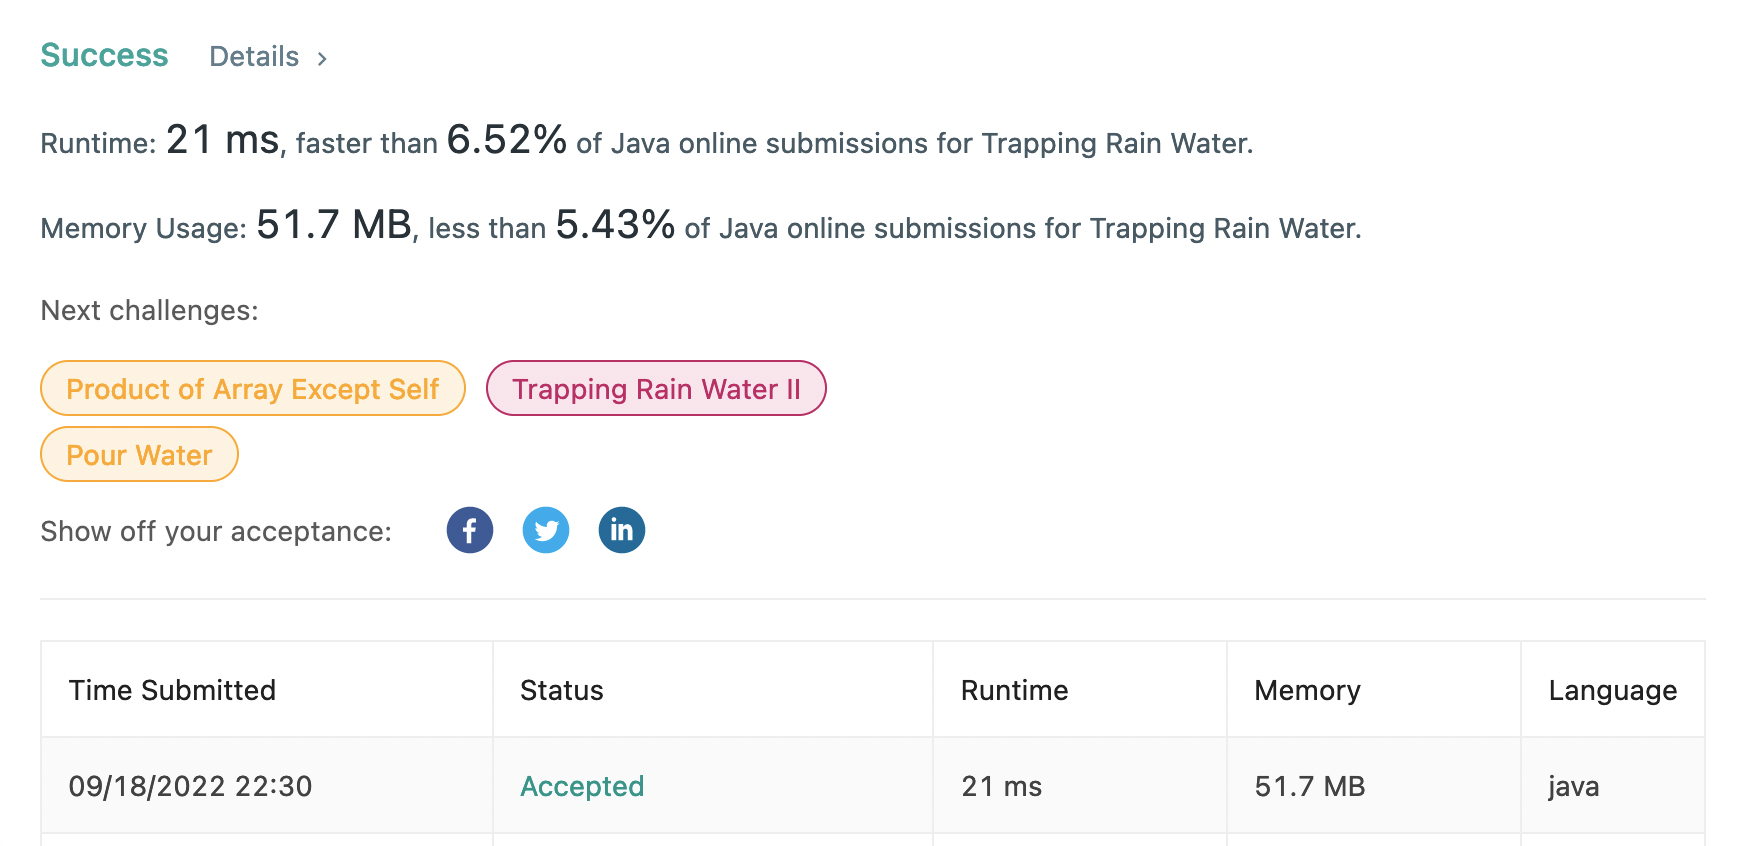 Success Details >
Runtime: 21 ms, faster than 6.52% of Java online submissions for Trapping Rain Water.
Memory Usage: 51.7 MB, less than 5.43% of Java online submissions for Trapping Rain Water.
Next challenges:
Product of Array Except Self Trapping Rain Water II
Pour Water
Show off your acceptance: f in
Time Submitted Status Runtime Memory Language
09/18/2022 22:30 Accepted 21 ms 51.7 MB java